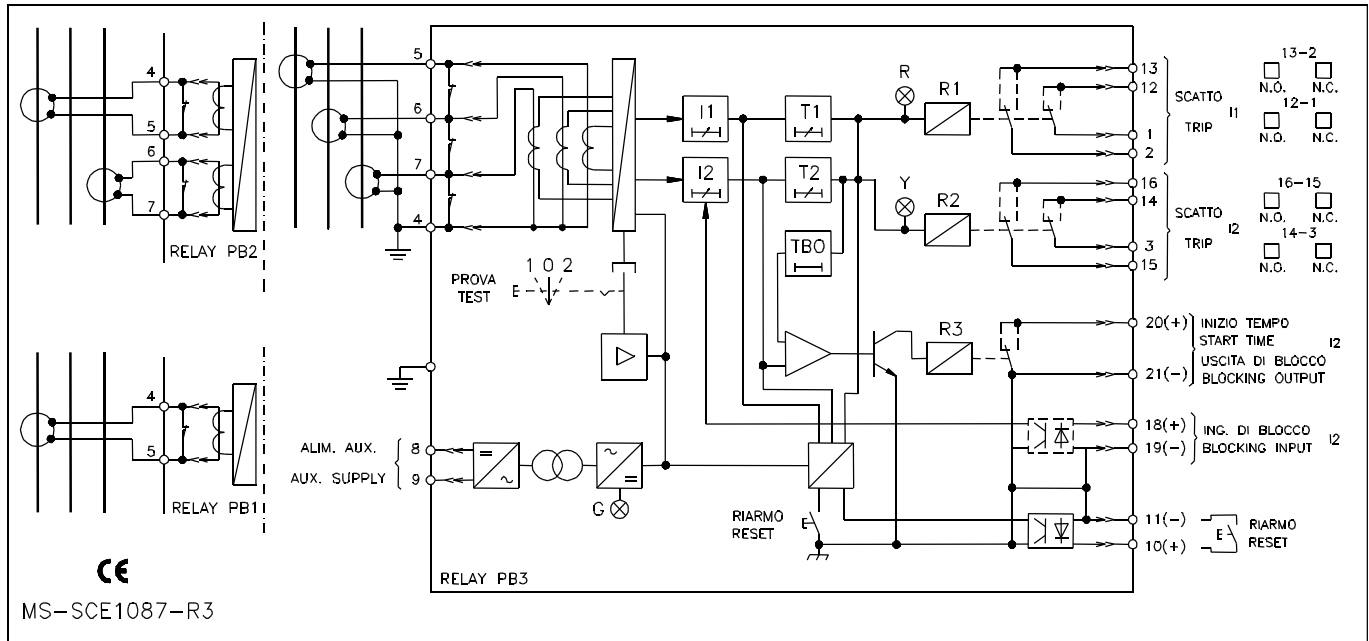 4
5
6
7
RELAY PB2
4
5
RELAY PB1
CE
MS-SCE1087-R3
5
6
7
4
PROVA
TEST
1 0 2
E
I1
I2
T1
T2
TBO
R
R1
Y
R2
R3
ALIM. AUX.
AUX. SUPPLY
8
9
=
~
~
=
G
RIARMO
RESET
E
RELAY PB3
13
12
1
2
SCATTO
TRIP
I1
13-2
N.O. N.C.
12-1
N.O. N.C.
16
14
3
15
SCATTO
TRIP
I2
16-15
N.O. N.C.
14-3
N.O. N.C.
20(+)
21(-)
INIZIO TEMPO
START TIME
USCITA DI BLOCCO
BLOCKING OUTPUT
I2
18(+)
19(-)
ING. DI BLOCCO
BLOCKING INPUT
I2
11(-)
10(+)
E
RIARMO
RESET